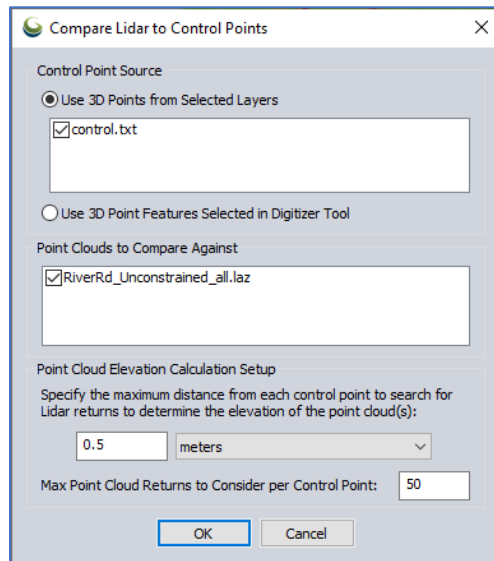 Compare Lidar to Control Points
Control Point Source
Use 3D Points from Selected Layers
control.txt
Use 3D Point Features Selected in Digitizer Tool
Point Clouds to Compare Against
RiverRd_Unconstrained_all.laz
Point Cloud Elevation Calculation Setup
Specify the maximum distance from each control point to search for
Lidar returns to determine the elevation of the point cloud(s):
0.5 meters
Max Point Cloud Returns to Consider per Control Point: 50
OK Cancel